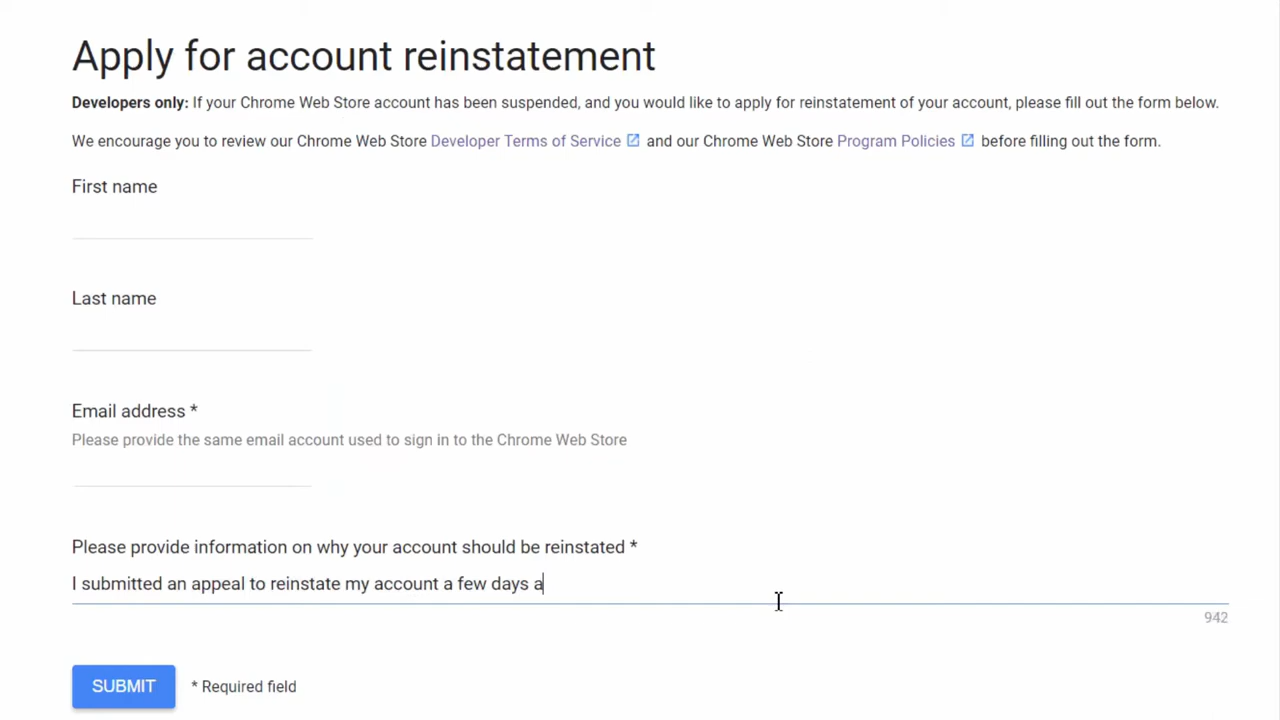 Apply for account reinstatement
Developers only: If your Chrome Web Store account has been suspended, and you would like to apply for reinstatement of your account, please fill out the form below.
We encourage you to review our Chrome Web Store Developer Terms of Service and our Chrome Web Store Program Policies before filling out the form.
First name
Last name
Email address *
Please provide the same email account used to sign in to the Chrome Web Store
Please provide information on why your account should be reinstated *
I submitted an appeal to reinstate my account a few days a
942
SUBMIT * Required field